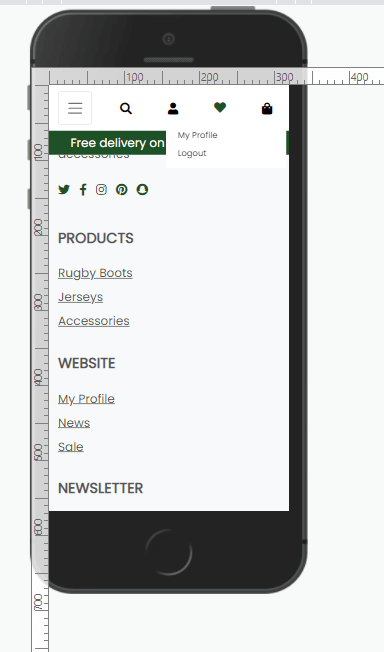 100
200
300
400
My Profile
Free delivery on
Logout
accessories
PRODUCTS
Rugby Boots
Jerseys
Accessories
WEBSITE
My Profile
News
Sale
NEWSLETTER
100
200
300
400
500
600
700